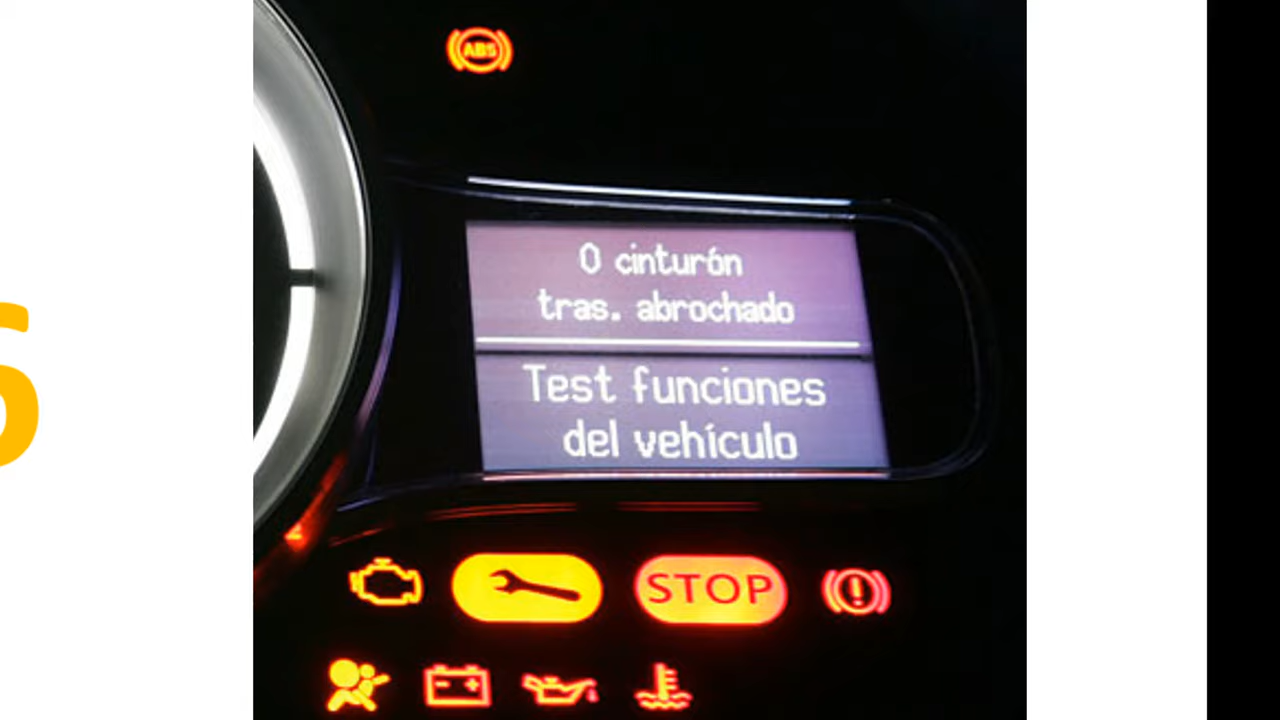 ABS
0 cinturón
tras. abrochado
Test funciones
del vehículo
STOP